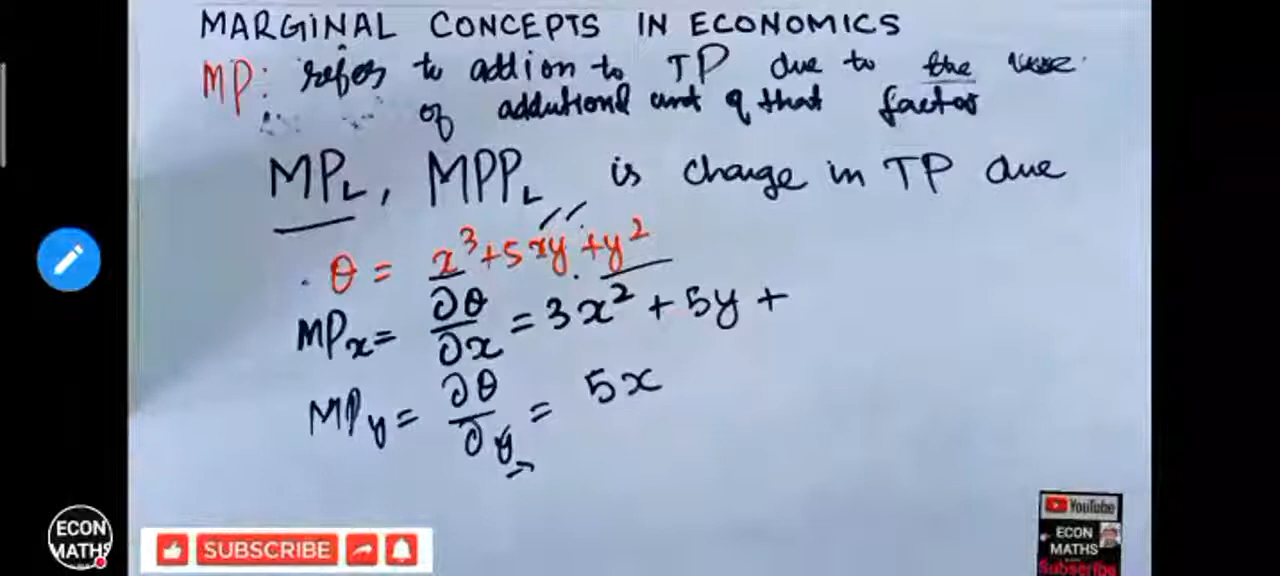 MARGINAL CONCEPTS IN ECONOMICS
MP: refers to addion to TP due to the use
of addutional unit of that factor
MPL, MPPL is change in TP due
θ = x³+5xy+y²
MPx = ∂θ/∂x = 3x² + 5y +
MPy = ∂θ/∂y = 5x
ECON
MATHS
SUBSCRIBE
YouTube
ECON
MATHS
Subscribe